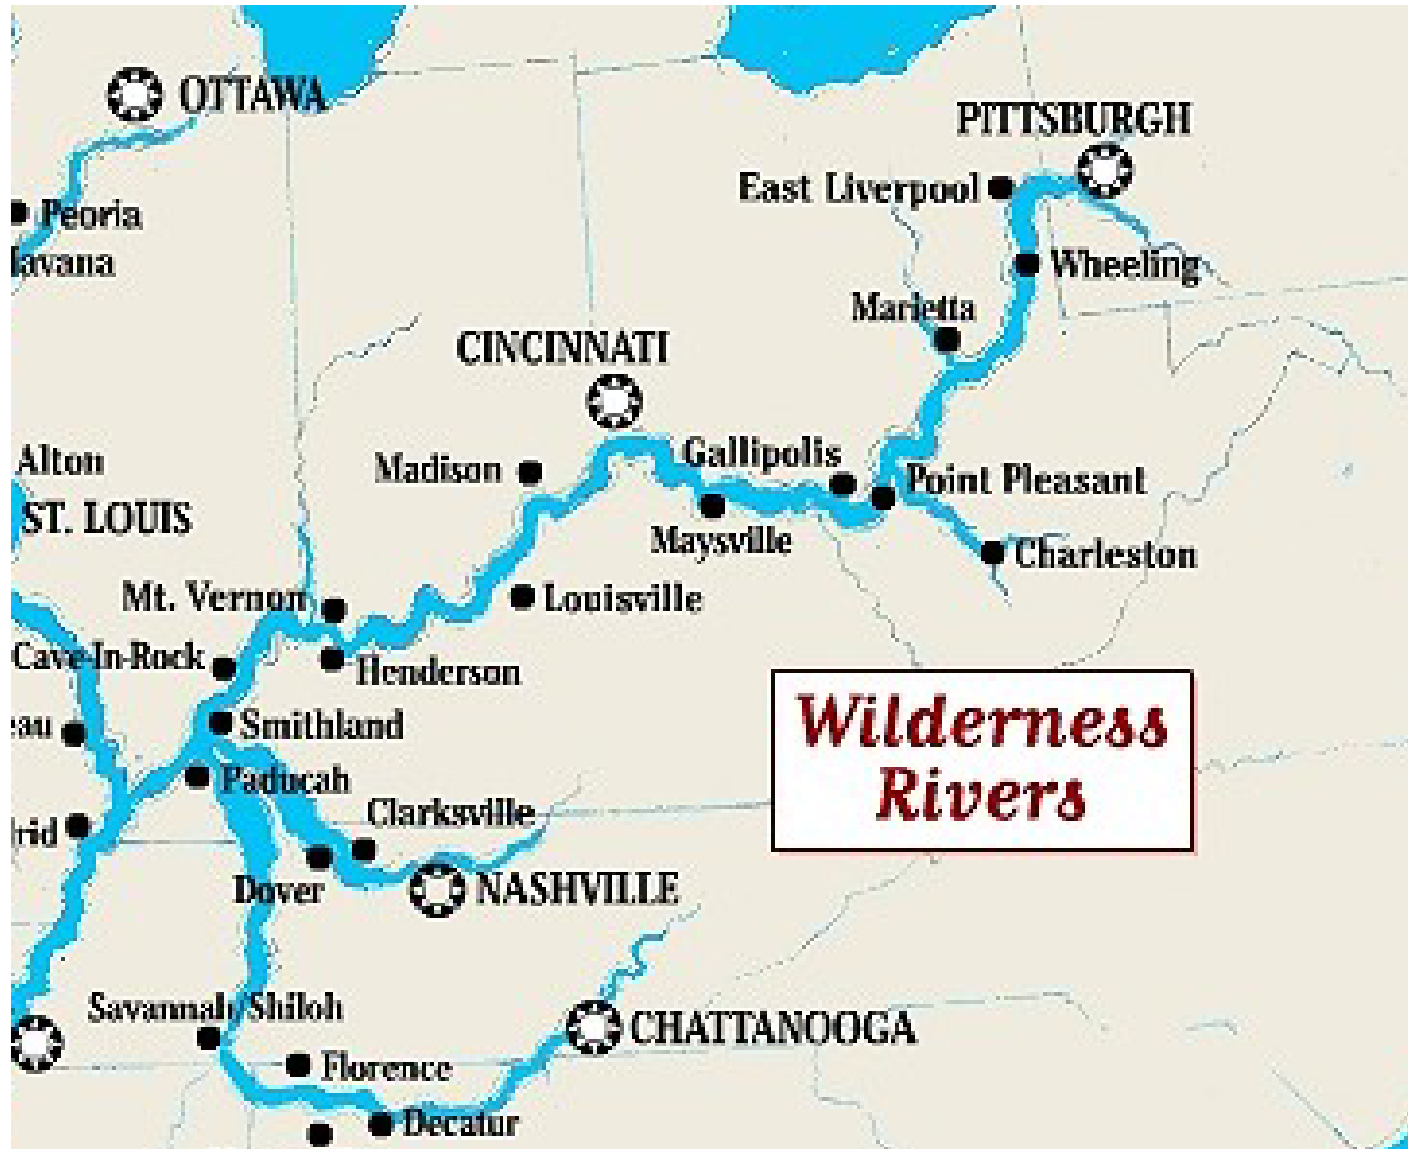 OTTAWA
PITTSBURGH
East Liverpool
Peoria
Wheeling
Marietta
CINCINNATI
Alton
Madison
Gallipolis
Point Pleasant
ST. LOUIS
Maysville
Charleston
Mt. Vernon
Louisville
Cave-In-Rock
Henderson
Smithland
Wilderness
Rivers
Paducah
Clarksville
Dover
NASHVILLE
Savannah/Shiloh
CHATTANOOGA
Florence
Decatur